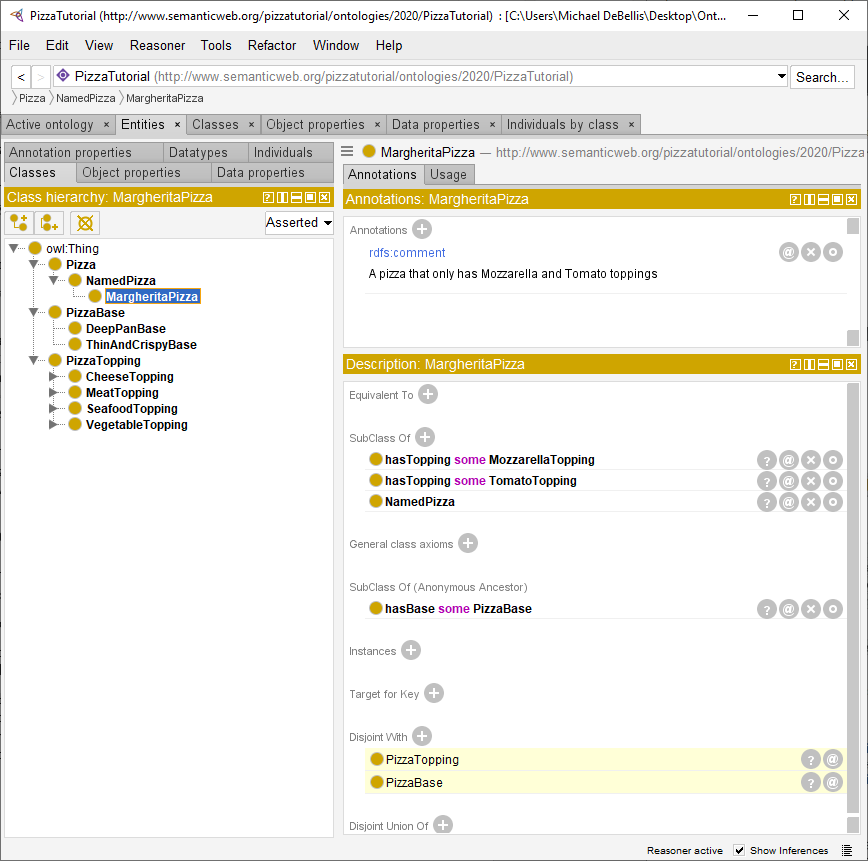 PizzaTutorial (http://www.semanticweb.org/pizzatutorial/ontologies/2020/PizzaTutorial) : [C:\Users\Michael DeBellis\Desktop\Ont...
File Edit View Reasoner Tools Refactor Window Help
< > PizzaTutorial (http://www.semanticweb.org/pizzatutorial/ontologies/2020/PizzaTutorial) Search...
Pizza NamedPizza MargheritaPizza
Active ontology × Entities × Classes × Object properties × Data properties × Individuals by class ×
Annotation properties Datatypes Individuals
Classes Object properties Data properties
Class hierarchy: MargheritaPizza
Asserted
owl:Thing
Pizza
NamedPizza
MargheritaPizza
PizzaBase
DeepPanBase
ThinAndCrispyBase
PizzaTopping
CheeseTopping
MeatTopping
SeafoodTopping
VegetableTopping
MargheritaPizza — http://www.semanticweb.org/pizzatutorial/ontologies/2020/Pizza
Annotations Usage
Annotations: MargheritaPizza
Annotations
rdfs:comment
A pizza that only has Mozzarella and Tomato toppings
Description: MargheritaPizza
Equivalent To
SubClass Of
hasTopping some MozzarellaTopping
hasTopping some TomatoTopping
NamedPizza
General class axioms
SubClass Of (Anonymous Ancestor)
hasBase some PizzaBase
Instances
Target for Key
Disjoint With
PizzaTopping
PizzaBase
Disjoint Union Of
Reasoner active Show Inferences